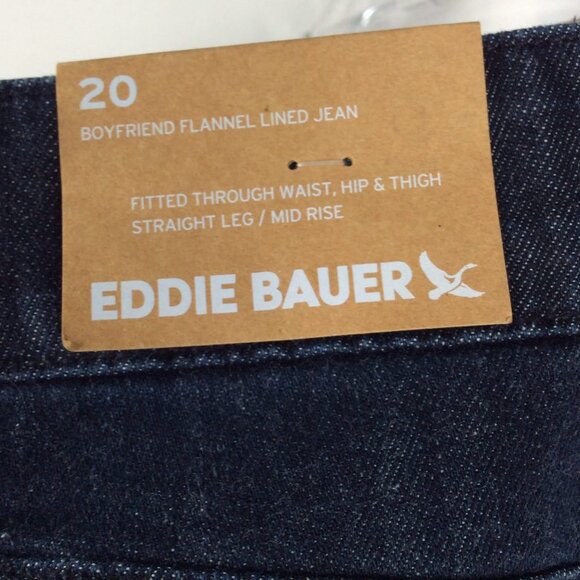 20
BOYFRIEND FLANNEL LINED JEAN
FITTED THROUGH WAIST, HIP & THIGH
STRAIGHT LEG / MID RISE
EDDIE BAUER